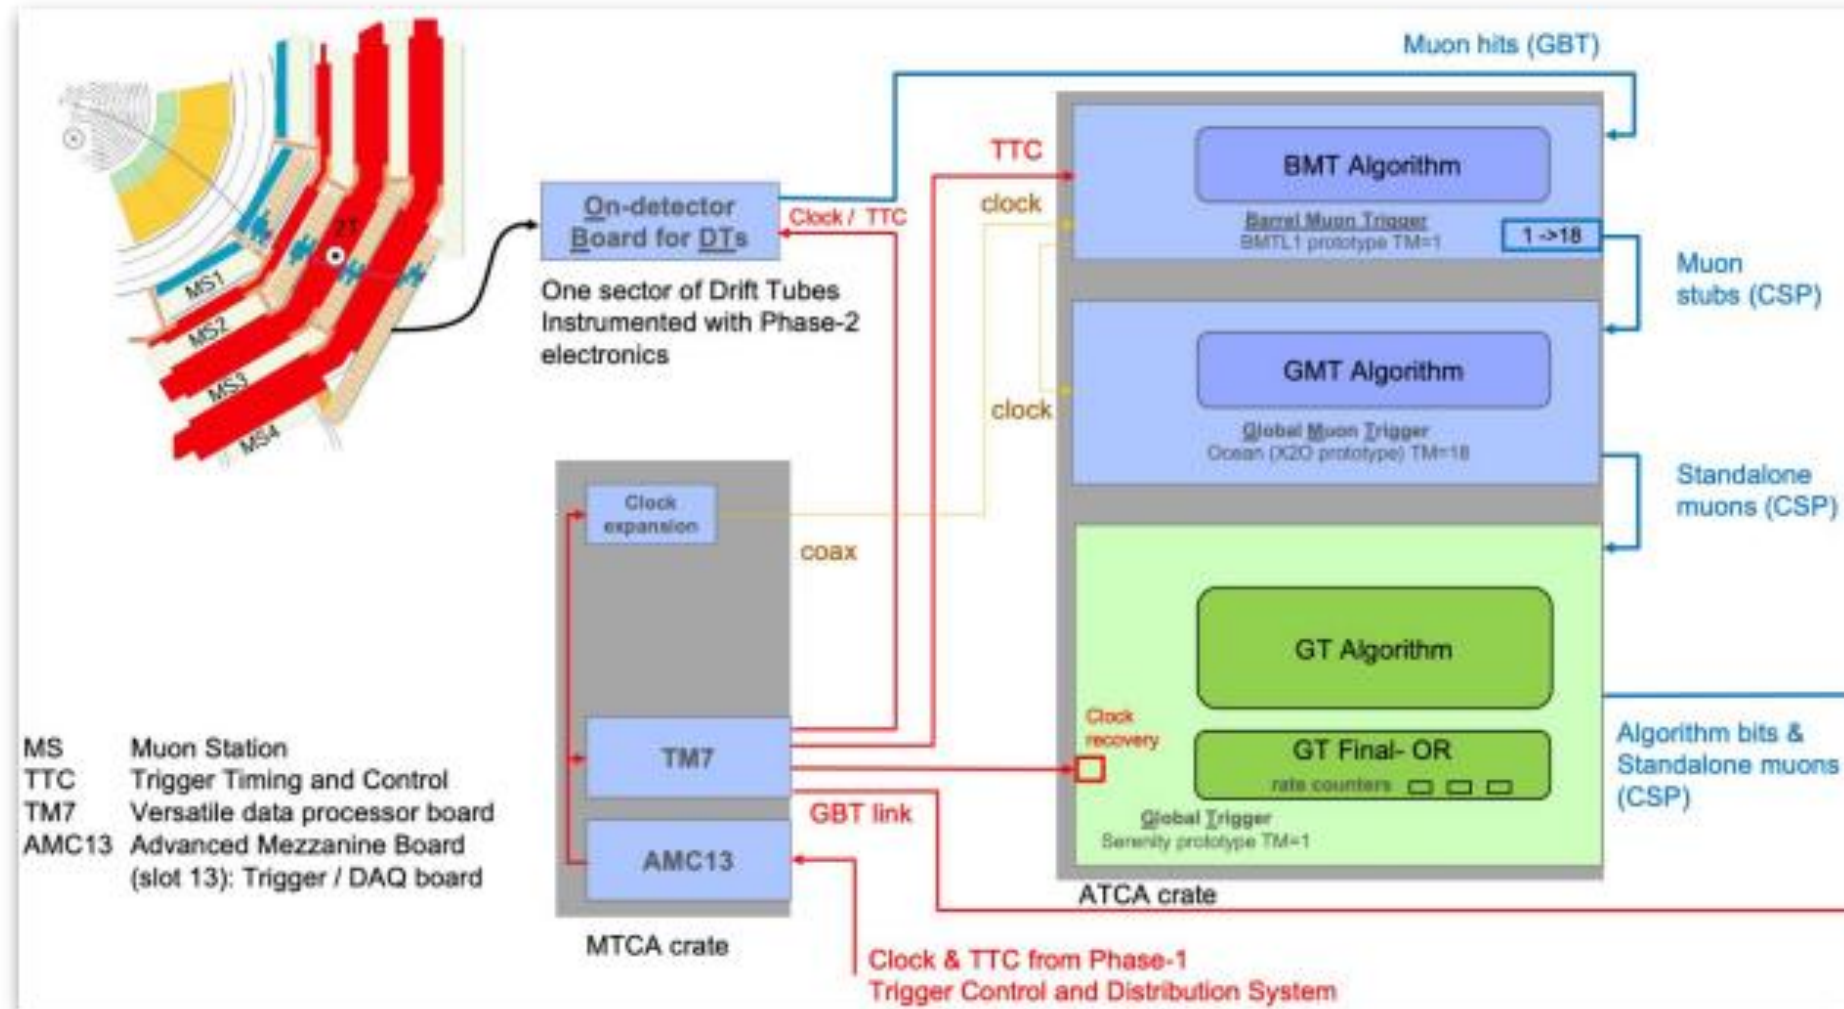 Muon hits (GBT)
MS1
MS2
MS3
MS4
2T
On-detector
Board for DTs
Clock / TTC
One sector of Drift Tubes
Instrumented with Phase-2
electronics
TTC
clock
clock
coax
BMT Algorithm
Barrel Muon Trigger
BMTL1 prototype TM=1
1 ->18
Muon
stubs (CSP)
GMT Algorithm
Global Muon Trigger
Ocean (X2O prototype) TM=18
Standalone
muons (CSP)
GT Algorithm
Clock
recovery
GT Final- OR
rate counters
Global Trigger
Serenity prototype TM=1
Algorithm bits &
Standalone muons
(CSP)
ATCA crate
Clock
expansion
TM7
GBT link
AMC13
MTCA crate
Clock & TTC from Phase-1
Trigger Control and Distribution System
MS Muon Station
TTC Trigger Timing and Control
TM7 Versatile data processor board
AMC13 Advanced Mezzanine Board
(slot 13): Trigger / DAQ board